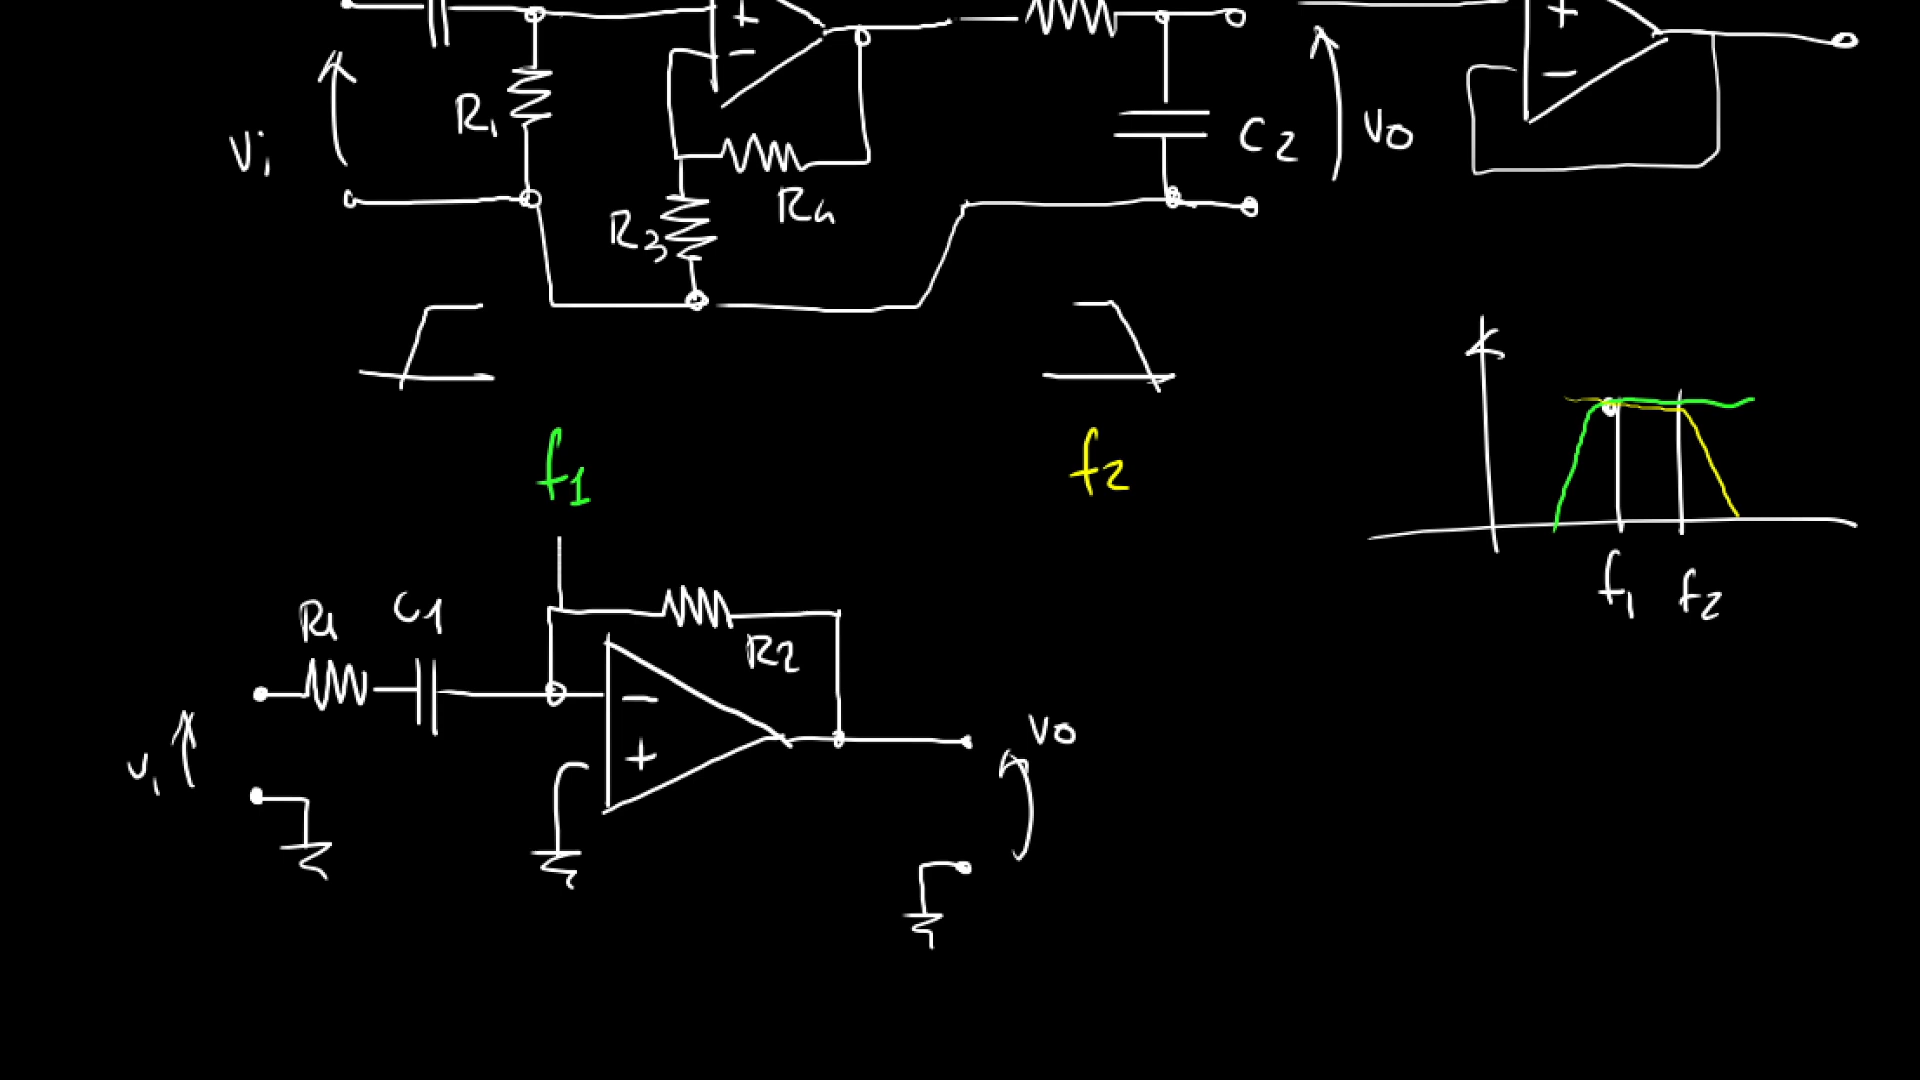 +
-
+
-
R1
C2
Vo
Vi
R4
R3
f1
f2
f1
f2
R1
C1
R2
-
+
Vo
vi